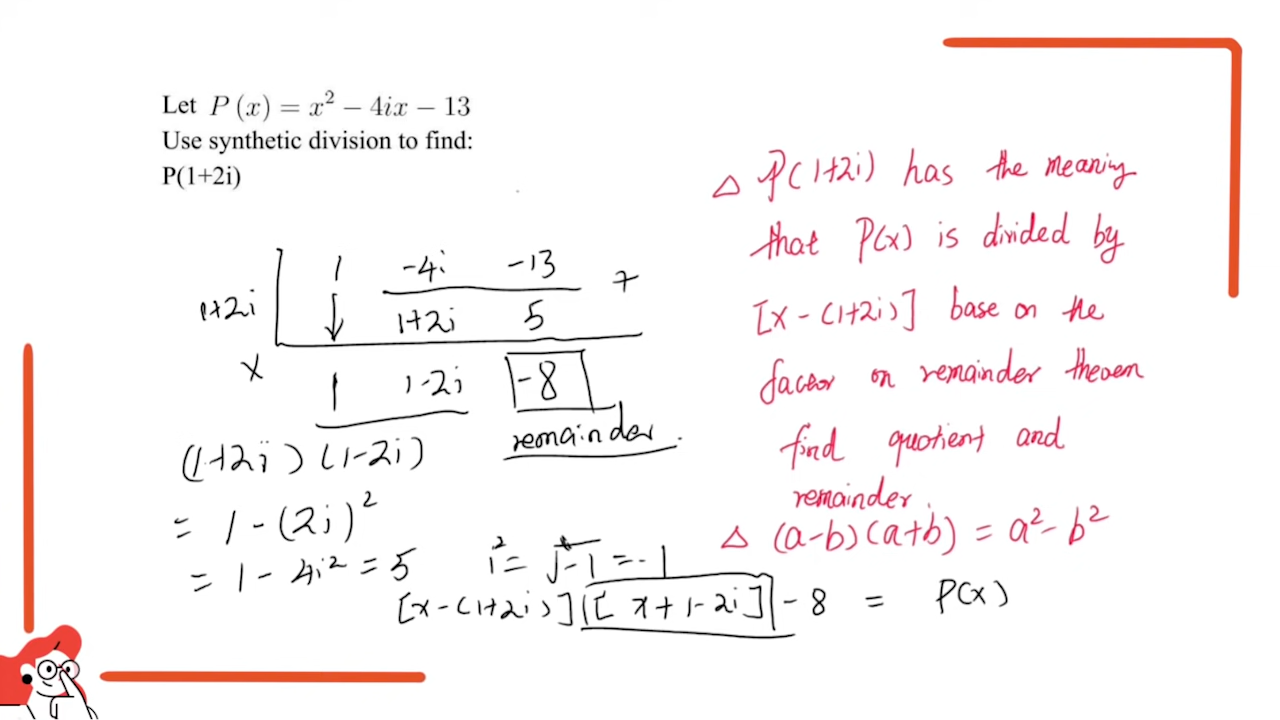 Let P (x) = x² − 4ix − 13
Use synthetic division to find:
P(1+2i)
1 -4i -13 +
1+2i
1+2i 5
x
1 1-2i -8
remainder.
(1+2i) (1-2i)
= 1 - (2i)²
= 1 - 4i² = 5 i² = √-1 = -1
[x-(1+2i)] [x+1-2i] - 8 = P(x)
△ P(1+2i) has the meaning
that P(x) is divided by
[x - (1+2i)] base on the
factor on remainder theorem
find quotient and
remainder.
△ (a-b)(a+b) = a² - b²